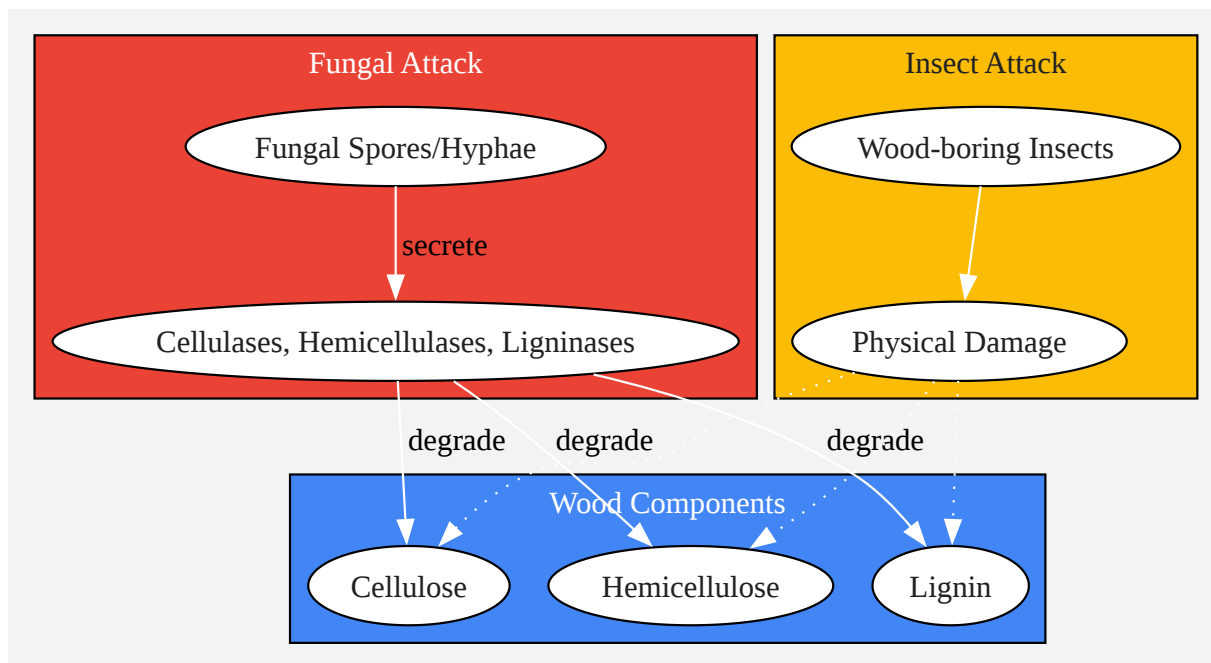 Fungal Attack
Insect Attack
Fungal Spores/Hyphae
Wood-boring Insects
secrete
Cellulases, Hemicellulases, Ligninases
Physical Damage
degrade
degrade
degrade
Wood Components
Cellulose
Hemicellulose
Lignin